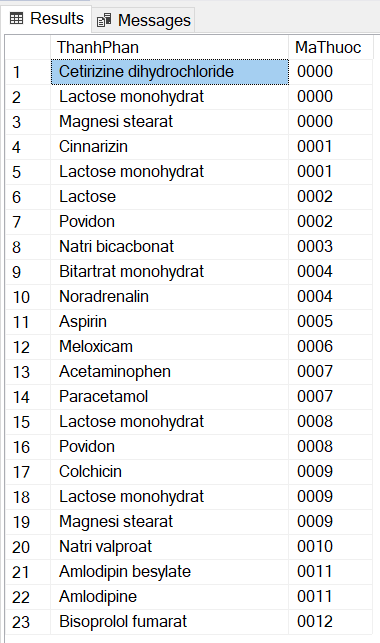 Results Messages
ThanhPhan MaThuoc
1 Cetirizine dihydrochloride 0000
2 Lactose monohydrat 0000
3 Magnesi stearat 0000
4 Cinnarizin 0001
5 Lactose monohydrat 0001
6 Lactose 0002
7 Povidon 0002
8 Natri bicacbonat 0003
9 Bitartrat monohydrat 0004
10 Noradrenalin 0004
11 Aspirin 0005
12 Meloxicam 0006
13 Acetaminophen 0007
14 Paracetamol 0007
15 Lactose monohydrat 0008
16 Povidon 0008
17 Colchicin 0009
18 Lactose monohydrat 0009
19 Magnesi stearat 0009
20 Natri valproat 0010
21 Amlodipin besylate 0011
22 Amlodipine 0011
23 Bisoprolol fumarat 0012